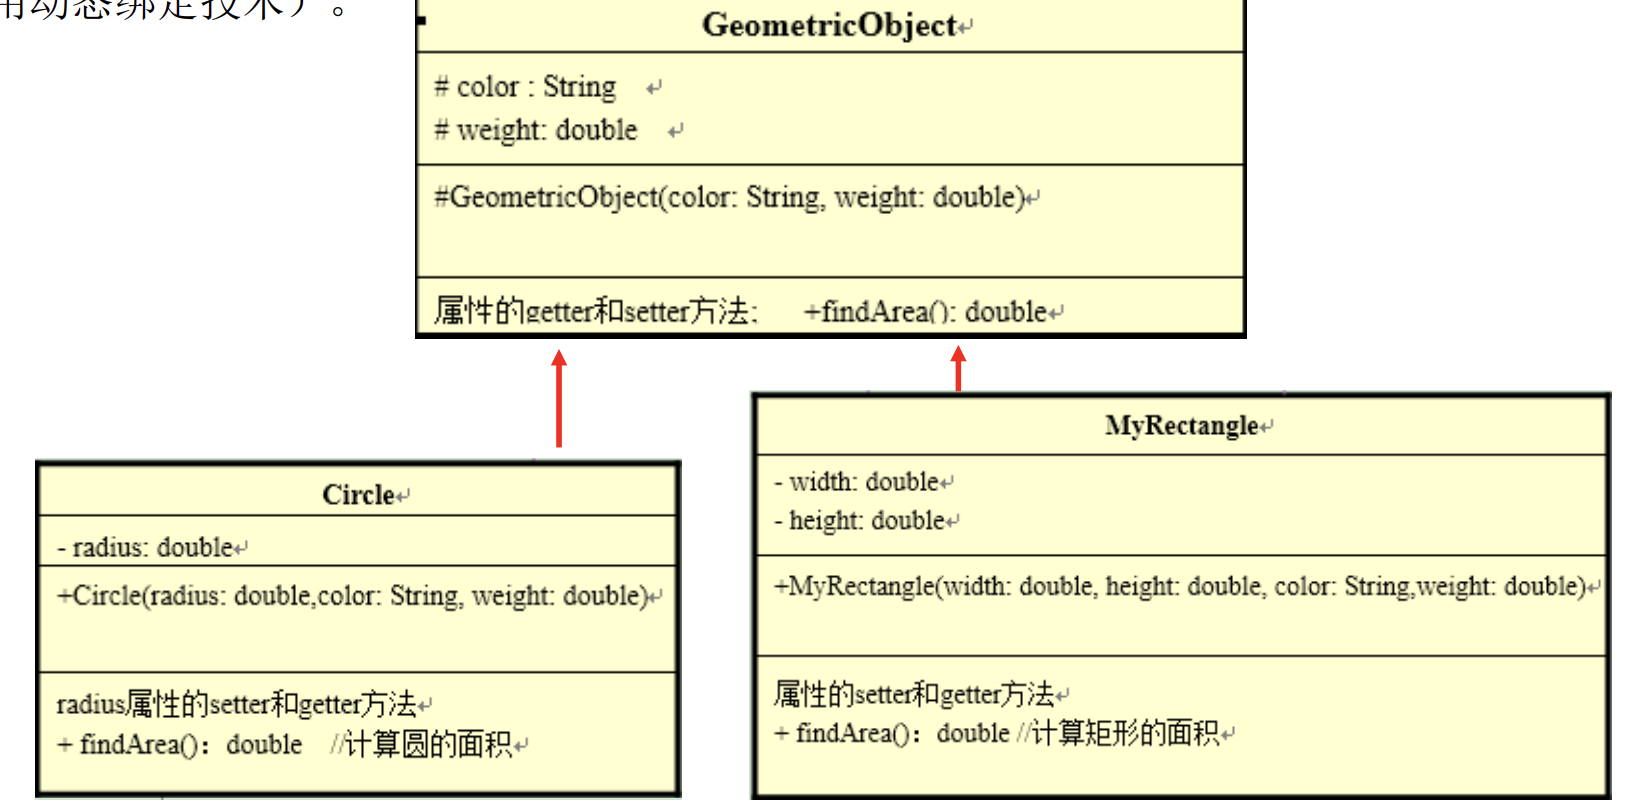 用动态绑定技术）。
GeometricObject↵
# color : String ↵
# weight: double ↵
#GeometricObject(color: String, weight: double)↵
属性的getter和setter方法; +findArea(): double↵
Circle↵
- radius: double↵
+Circle(radius: double,color: String, weight: double)↵
radius属性的setter和getter方法↵
+ findArea()：double //计算圆的面积↵
MyRectangle↵
- width: double↵
- height: double↵
+MyRectangle(width: double, height: double, color: String,weight: double)↵
属性的setter和getter方法↵
+ findArea()：double //计算矩形的面积↵